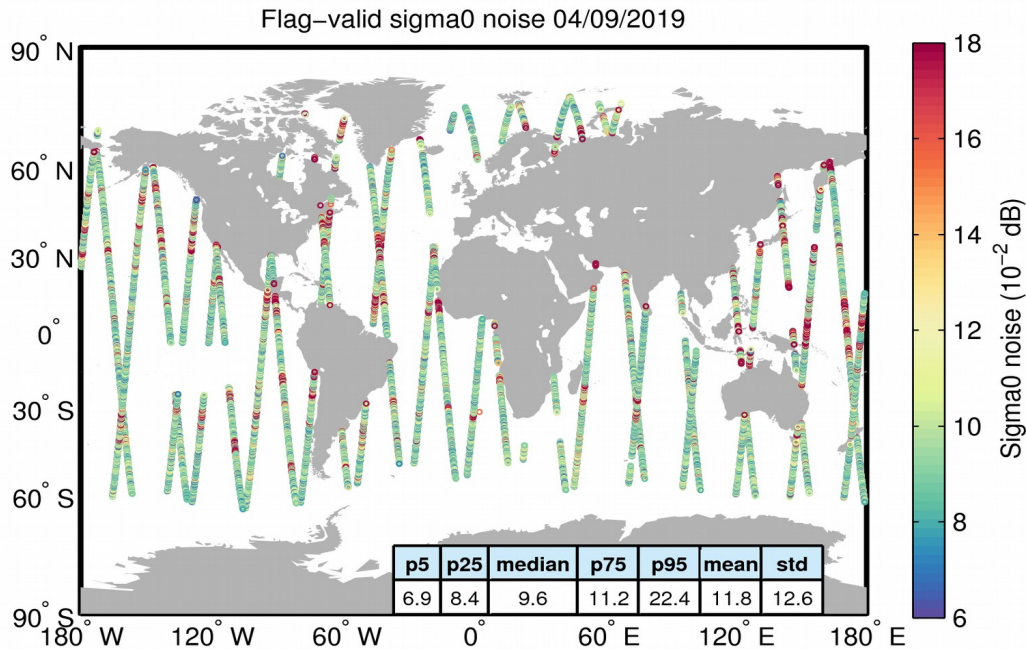 Flag−valid sigma0 noise 04/09/2019
90° N
60° N
30° N
0°
30° S
60° S
90° S
180° W
120° W
60° W
0°
60° E
120° E
180° E
p5 p25 median p75 p95 mean std
6.9 8.4 9.6 11.2 22.4 11.8 12.6
18
16
14
12
10
8
6
Sigma0 noise (10⁻² dB)